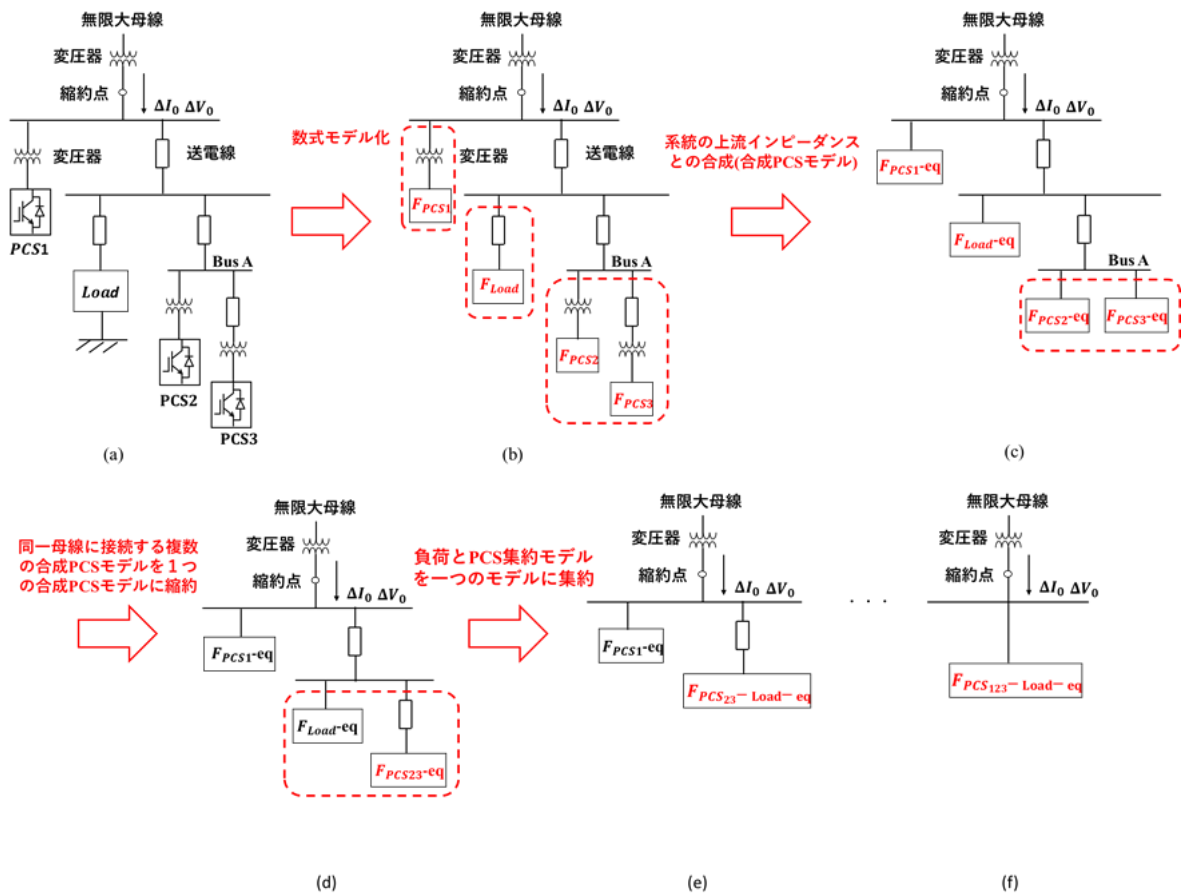 無限大母線
変圧器
縮約点
ΔI₀ ΔV₀
変圧器
送電線
PCS1
Load
Bus A
PCS2
PCS3
(a)
数式モデル化
無限大母線
変圧器
縮約点
ΔI₀ ΔV₀
変圧器
送電線
F_PCS1
F_Load
Bus A
F_PCS2
F_PCS3
(b)
系統の上流インピーダンス
との合成(合成PCSモデル)
無限大母線
変圧器
縮約点
ΔI₀ ΔV₀
F_PCS1-eq
F_Load-eq
Bus A
F_PCS2-eq
F_PCS3-eq
(c)
同一母線に接続する複数
の合成PCSモデルを１つ
の合成PCSモデルに縮約
無限大母線
変圧器
縮約点
ΔI₀ ΔV₀
F_PCS1-eq
F_Load-eq
F_PCS23-eq
(d)
負荷とPCS集約モデル
を一つのモデルに集約
無限大母線
変圧器
縮約点
ΔI₀ ΔV₀
F_PCS1-eq
F_PCS23−Load−eq
(e)
· · ·
無限大母線
変圧器
縮約点
ΔI₀ ΔV₀
F_PCS123−Load−eq
(f)